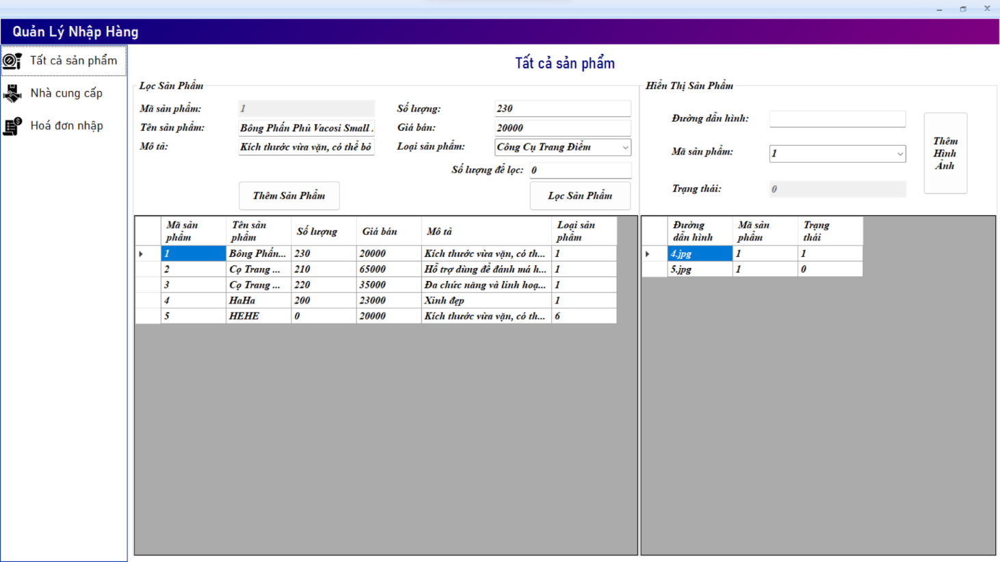 Quản Lý Nhập Hàng
Tất cả sản phẩm
Nhà cung cấp
Hoá đơn nhập
Tất cả sản phẩm
Lọc Sản Phẩm
Mã sản phẩm: 1
Số lượng: 230
Tên sản phẩm: Bông Phấn Phủ Vacosi Small
Giá bán: 20000
Mô tả: Kích thước vừa vặn, có thể bỏ
Loại sản phẩm: Công Cụ Trang Điểm
Số lượng để lọc: 0
Thêm Sản Phẩm
Lọc Sản Phẩm
Mã sản phẩm Tên sản phẩm Số lượng Giá bán Mô tả Loại sản phẩm
1 Bông Phấn... 230 20000 Kích thước vừa vặn, có th... 1
2 Cọ Trang ... 210 65000 Hỗ trợ dùng để đánh má h... 1
3 Cọ Trang ... 220 35000 Đa chức năng và linh hoạ... 1
4 HaHa 200 23000 Xinh đẹp 1
5 HEHE 0 20000 Kích thước vừa vặn, có th... 6
Hiển Thị Sản Phẩm
Đường dẫn hình:
Mã sản phẩm: 1
Trạng thái: 0
Thêm
Hình
Ảnh
Đường dẫn hình Mã sản phẩm Trạng thái
4.jpg 1 1
5.jpg 1 0